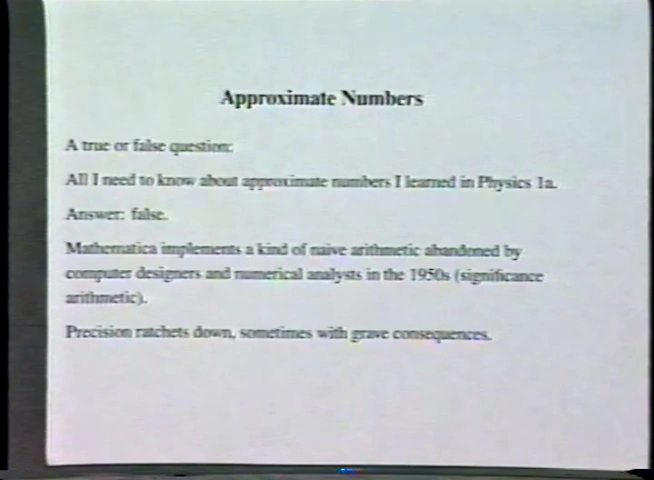 Approximate Numbers
A true or false question:
All I need to know about approximate numbers I learned in Physics 1a.
Answer: false.
Mathematica implements a kind of naive arithmetic abandoned by
computer designers and numerical analysts in the 1950s (significance
arithmetic).
Precision ratchets down, sometimes with grave consequences.